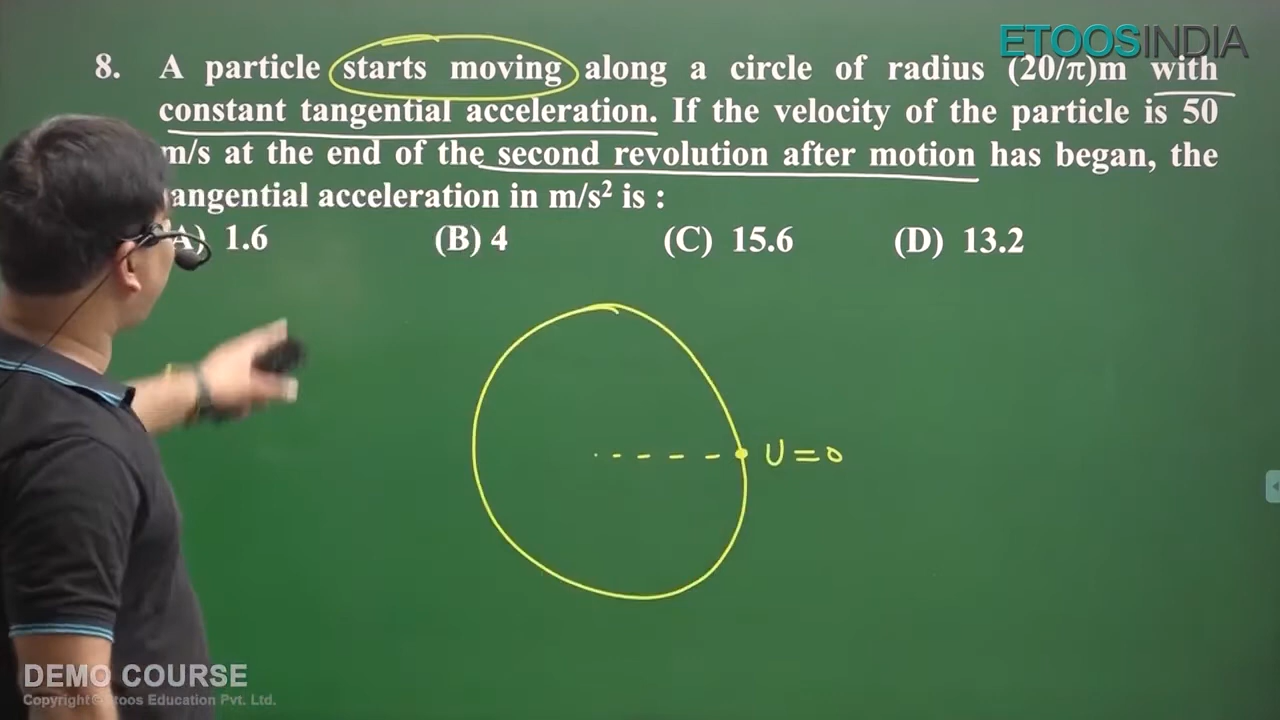 ETOOSINDIA
8. A particle starts moving along a circle of radius (20/π)m with
constant tangential acceleration. If the velocity of the particle is 50
m/s at the end of the second revolution after motion has began, the
angential acceleration in m/s² is :
A) 1.6 (B) 4 (C) 15.6 (D) 13.2
U = 0
DEMO COURSE
Copyright © toos Education Pvt. Ltd.